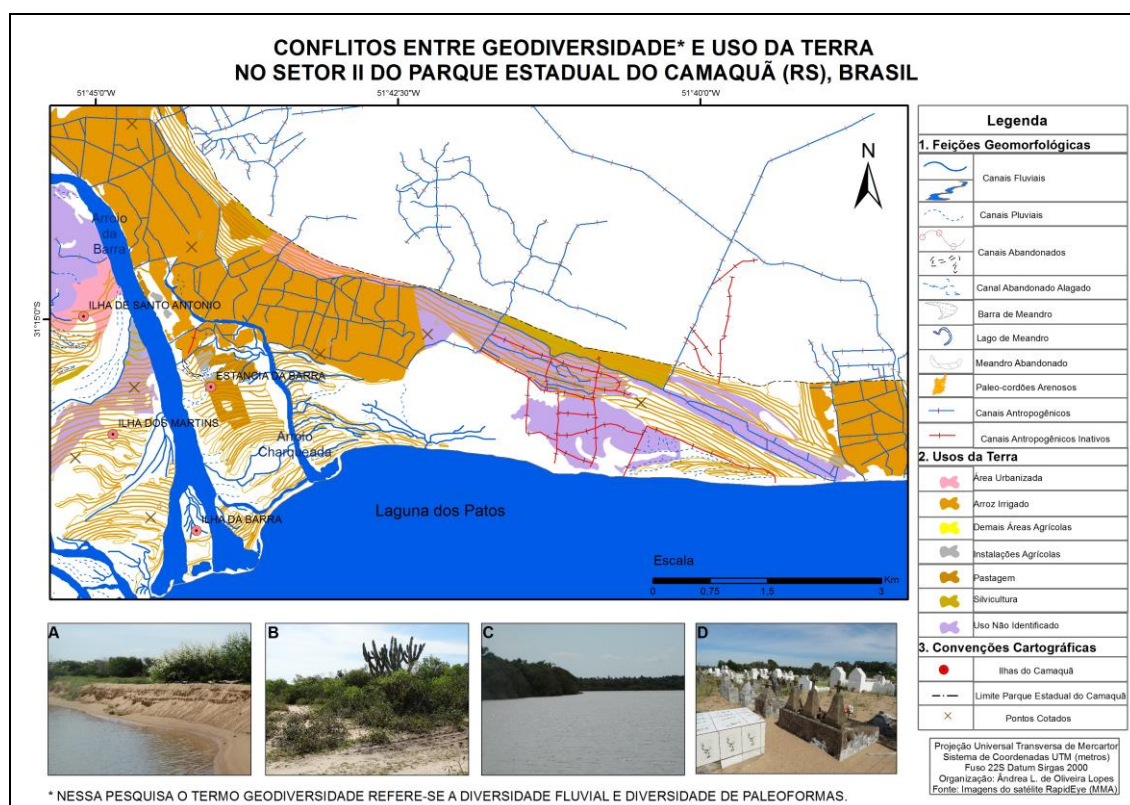 CONFLITOS ENTRE GEODIVERSIDADE* E USO DA TERRA
NO SETOR II DO PARQUE ESTADUAL DO CAMAQUÃ (RS), BRASIL
51°45'0"W
51°42'30"W
51°40'0"W
31°15'0"S
N
Arroio
da
Barra
ILHA DE SANTO ANTONIO
ESTÂNCIA DA BARRA
ILHA DOS MARTINS
Arroio
Charqueada
ILHA DA BARRA
Laguna dos Patos
Escala
Km
0
0,75
1,5
3
Legenda
1. Feições Geomorfológicas
Canais Fluviais
Canais Pluviais
Canais Abandonados
Canal Abandonado Alagado
Barra de Meandro
Lago de Meandro
Meandro Abandonado
Paleo-cordões Arenosos
Canais Antropogênicos
Canais Antropogênicos Inativos
2. Usos da Terra
Área Urbanizada
Arroz Irrigado
Demais Áreas Agrícolas
Instalações Agrícolas
Pastagem
Silvicultura
Uso Não Identificado
3. Convenções Cartográficas
Ilhas do Camaquã
Limite Parque Estadual do Camaquã
Pontos Cotados
Projeção Universal Transversa de Mercartor
Sistema de Coordenadas UTM (metros)
Fuso 22S Datum Sirgas 2000
Organização: Ândrea L. de Oliveira Lopes
Fonte: Imagens do satélite RapidEye (MMA)
A
B
C
D
* NESSA PESQUISA O TERMO GEODIVERSIDADE REFERE-SE A DIVERSIDADE FLUVIAL E DIVERSIDADE DE PALEOFORMAS.